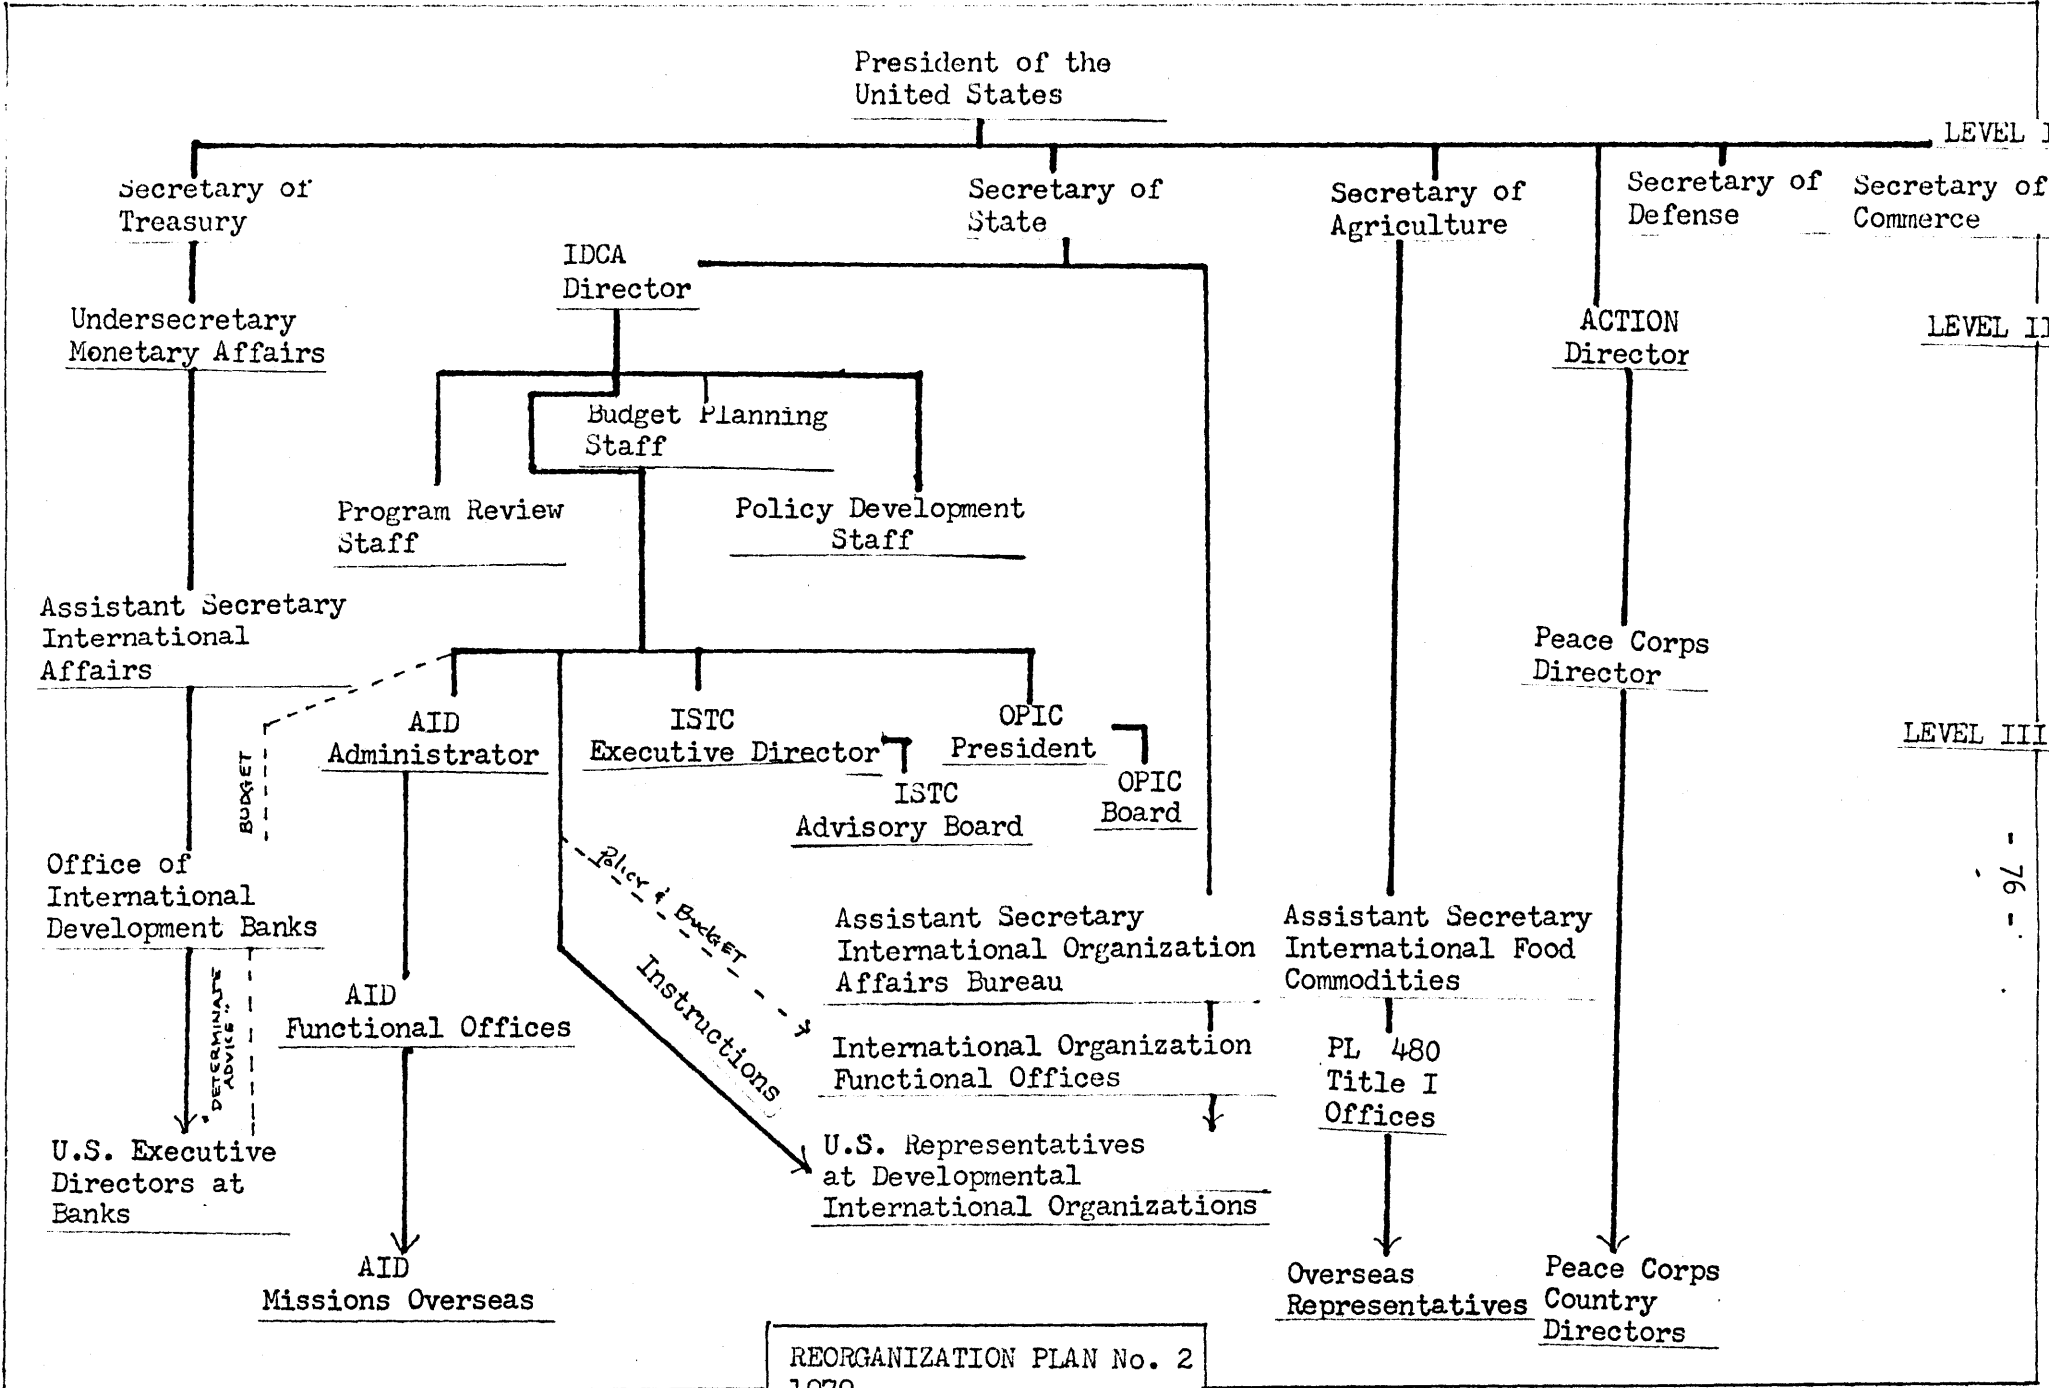 President of the
United States
LEVEL I
Secretary of
Treasury
Secretary of
State
Secretary of
Agriculture
Secretary of
Defense
Secretary of
Commerce
IDCA
Director
Undersecretary
Monetary Affairs
ACTION
Director
LEVEL II
Budget Planning
Staff
Program Review
Staff
Policy Development
Staff
Assistant Secretary
International
Affairs
Peace Corps
Director
AID
Administrator
ISTC
Executive Director
OPIC
President
LEVEL III
ISTC
Advisory Board
OPIC
Board
BUDGET
Policy & BUDGET
Instructions
Office of
International
Development Banks
Assistant Secretary
International Organization
Affairs Bureau
Assistant Secretary
International Food
Commodities
- 76 -
"DETERMINATE
ADVICE"
AID
Functional Offices
International Organization
Functional Offices
PL 480
Title I
Offices
U.S. Executive
Directors at
Banks
U.S. Representatives
at Developmental
International Organizations
AID
Missions Overseas
Overseas
Representatives
Peace Corps
Country
Directors
REORGANIZATION PLAN No. 2